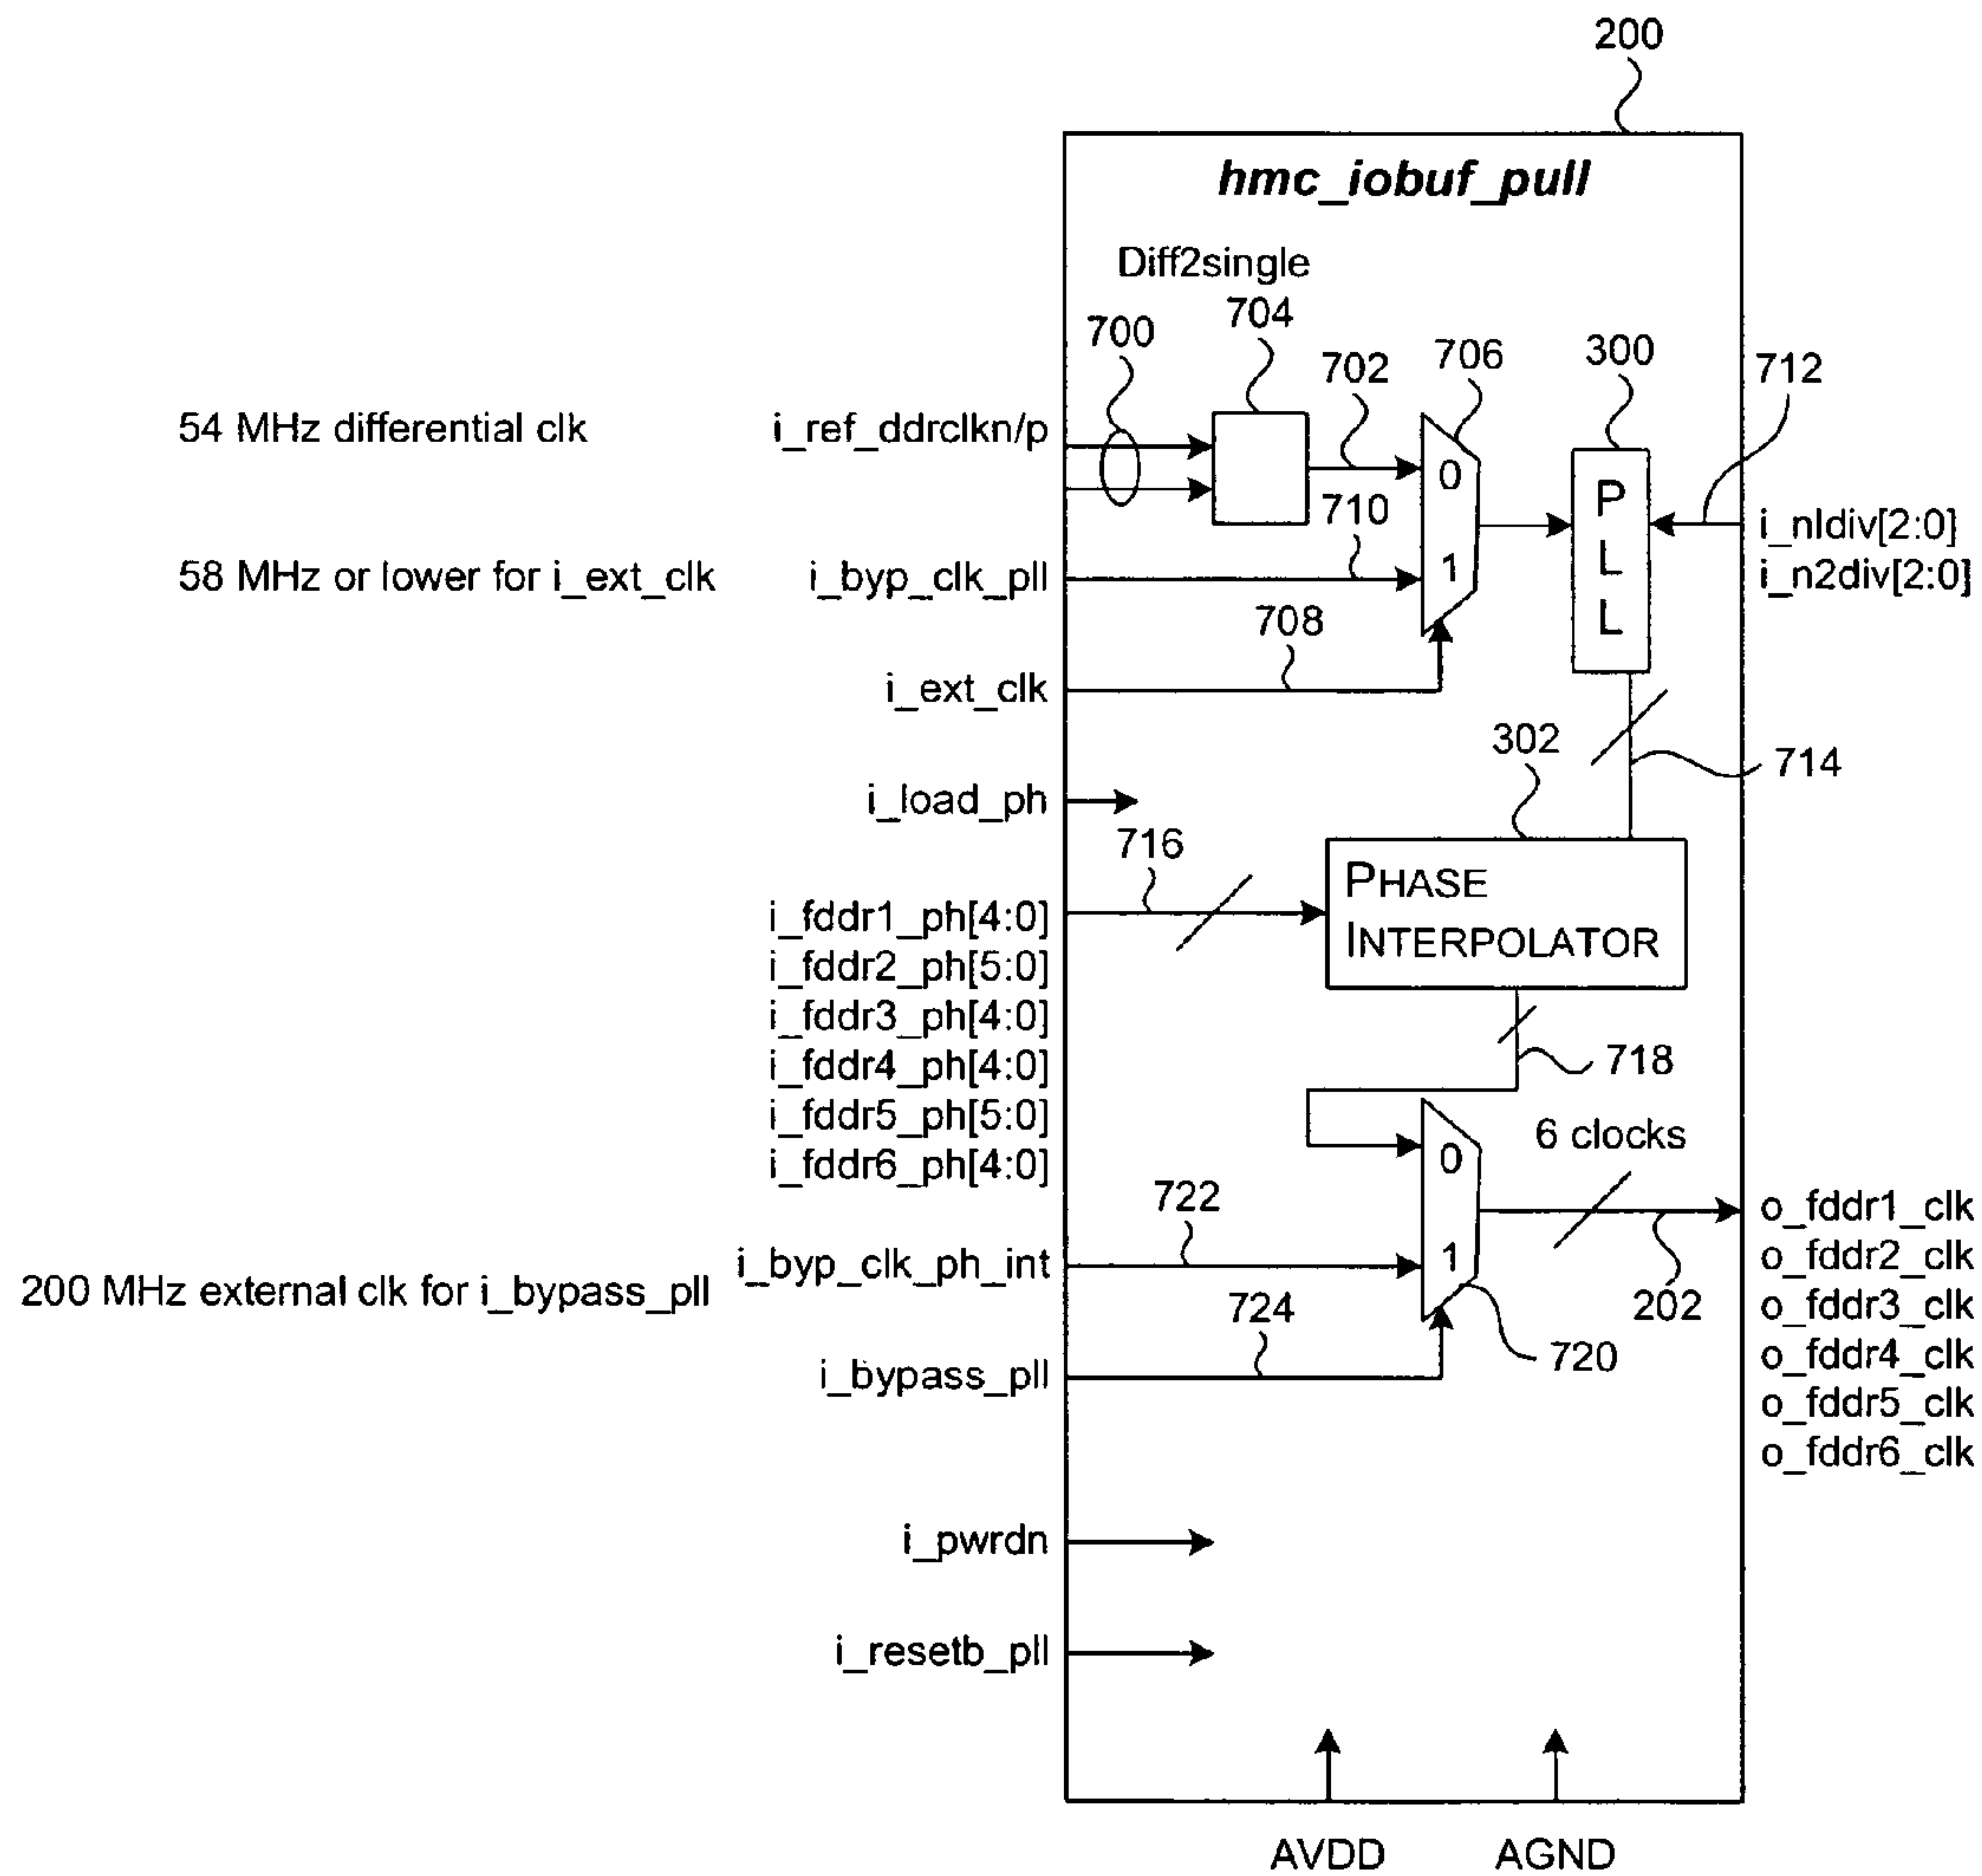 200
hmc_iobuf_pull
Diff2single
704
700
702
706
300
712
54 MHz differential clk
i_ref_ddrclkn/p
0
P
L
L
710
i_nldiv[2:0]
i_n2div[2:0]
58 MHz or lower for i_ext_clk
i_byp_clk_pll
1
708
i_ext_clk
302
714
i_load_ph
716
PHASE
INTERPOLATOR
i_fddr1_ph[4:0]
i_fddr2_ph[5:0]
i_fddr3_ph[4:0]
i_fddr4_ph[4:0]
i_fddr5_ph[5:0]
i_fddr6_ph[4:0]
718
0
6 clocks
722
i_byp_clk_ph_int
1
200 MHz external clk for i_bypass_pll
724
202
720
o_fddr1_clk
o_fddr2_clk
o_fddr3_clk
o_fddr4_clk
o_fddr5_clk
o_fddr6_clk
i_bypass_pll
i_pwrdn
i_resetb_pll
AVDD
AGND